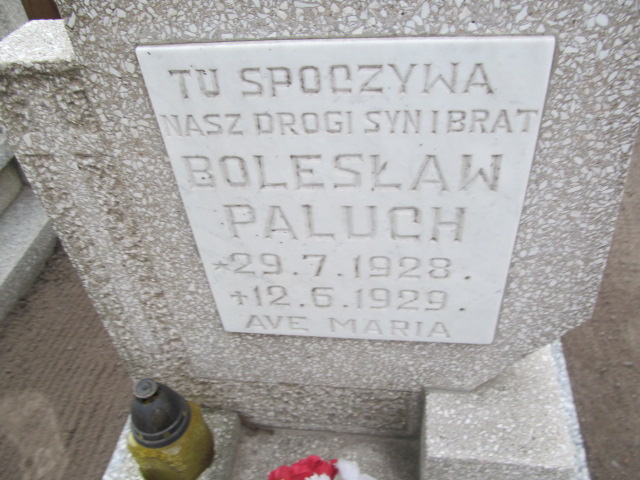 TU SPOCZYWA
NASZ DROGI SYN I BRAT
BOLESŁAW
PALUCH
*29.7.1928.
+12.6.1929.
AVE MARIA